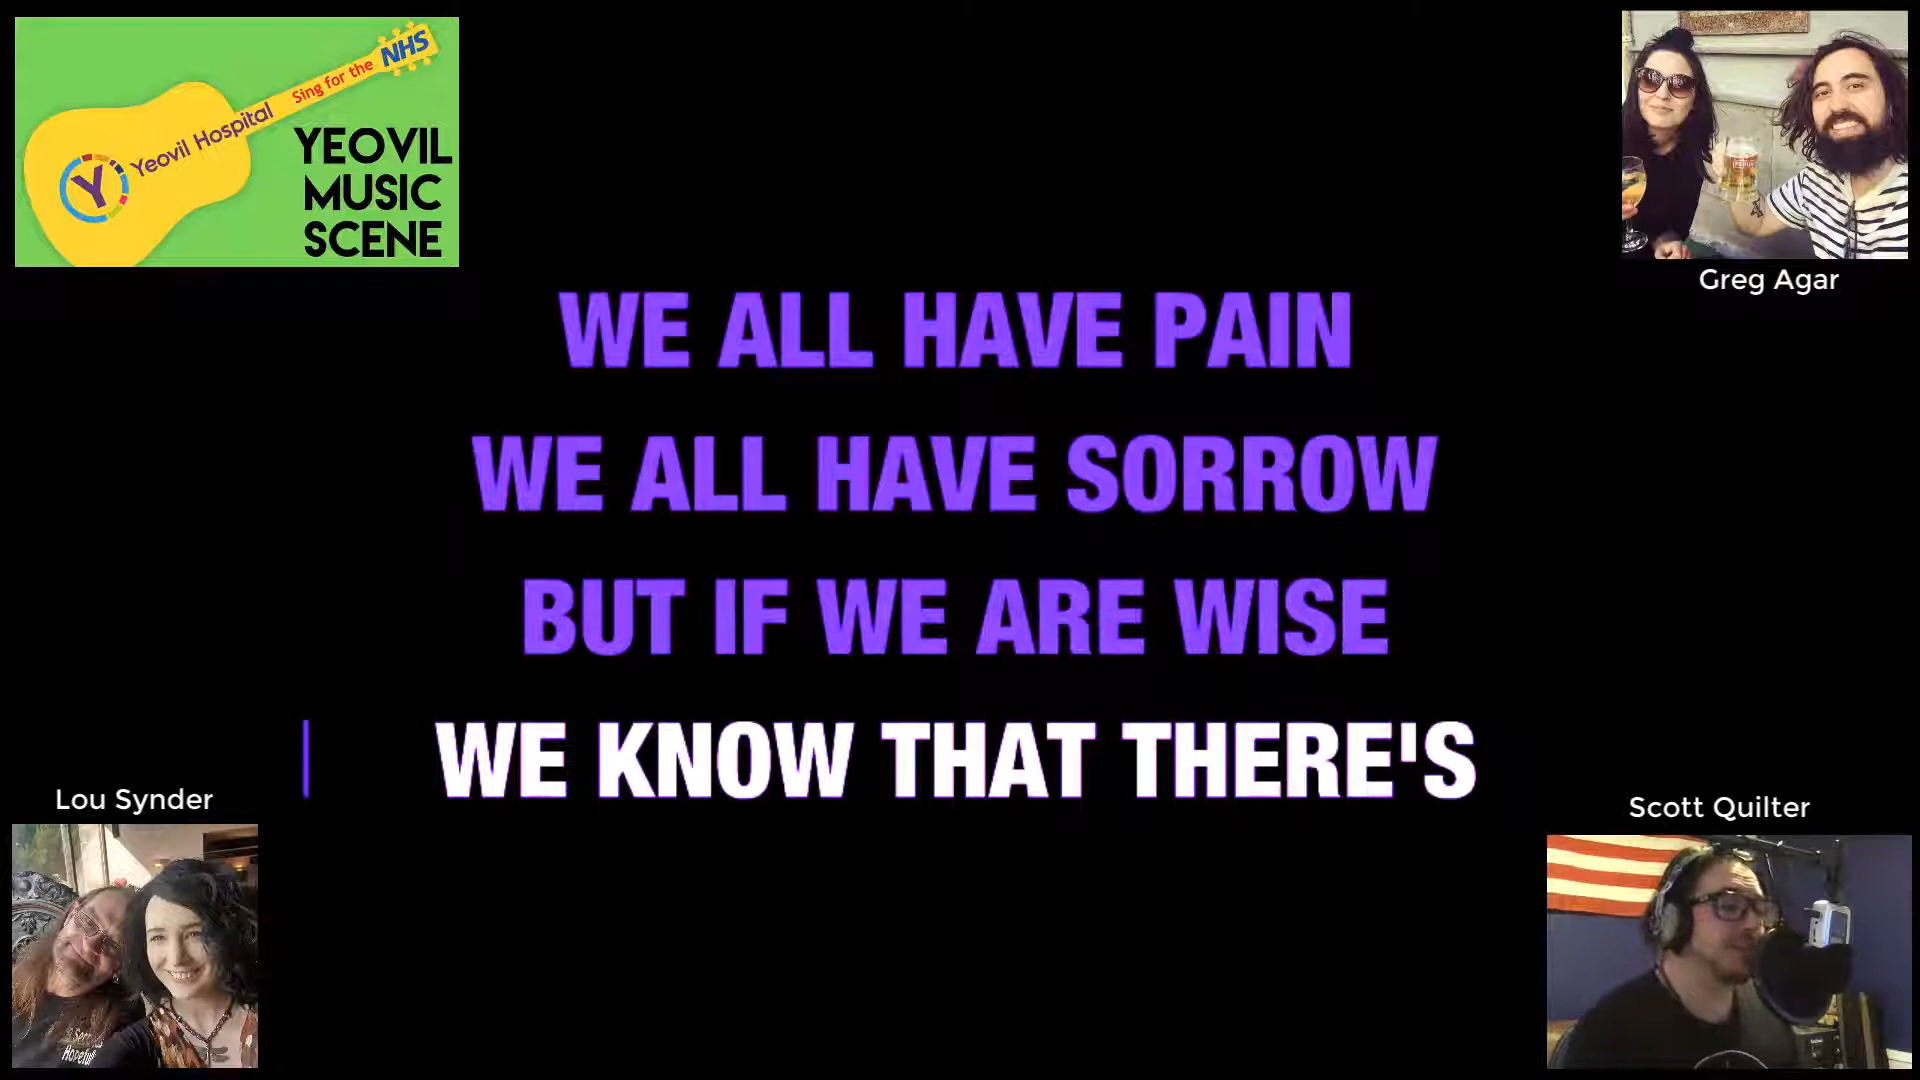 Yeovil Hospital
Sing for the
NHS
Y
YEOVIL
MUSIC
SCENE
Greg Agar
WE ALL HAVE PAIN
WE ALL HAVE SORROW
BUT IF WE ARE WISE
WE KNOW THAT THERE'S
Lou Synder
Scott Quilter
Hopeful